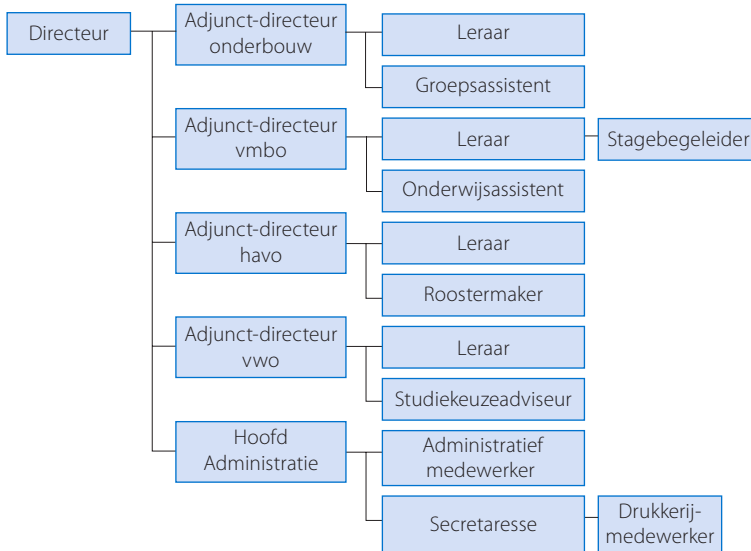 Directeur
Adjunct-directeur
onderbouw
Leraar
Groepsassistent
Adjunct-directeur
vmbo
Leraar
Stagebegeleider
Onderwijsassistent
Adjunct-directeur
havo
Leraar
Roostermaker
Adjunct-directeur
vwo
Leraar
Studiekeuzeadviseur
Hoofd
Administratie
Administratief
medewerker
Secretaresse
Drukkerij-
medewerker